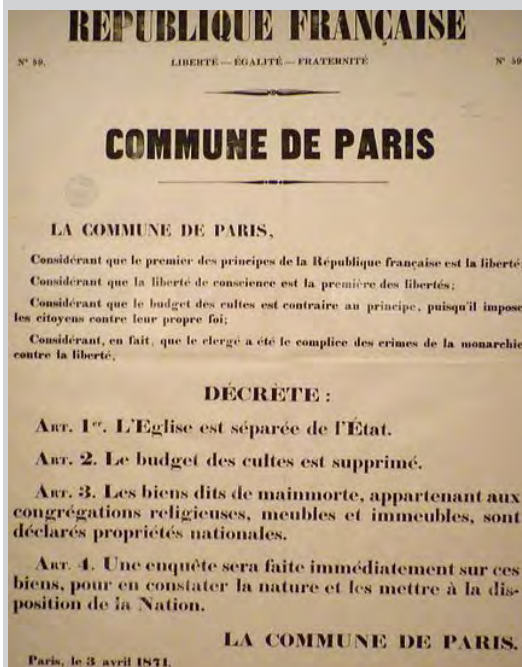 RÉPUBLIQUE FRANÇAISE
N° 59. LIBERTÉ — ÉGALITÉ — FRATERNITÉ N° 59
COMMUNE DE PARIS
LA COMMUNE DE PARIS,
Considérant que le premier des principes de la République française est la liberté
Considérant que la liberté de conscience est la première des libertés;
Considérant que le budget des cultes est contraire au principe, puisqu'il impose
les citoyens contre leur propre foi;
Considérant, en fait, que le clergé a été le complice des crimes de la monarchie
contre la liberté,
DÉCRÈTE :
ART. 1er. L'Eglise est séparée de l'État.
ART. 2. Le budget des cultes est supprimé.
ART. 3. Les biens dits de mainmorte, appartenant aux
congrégations religieuses, meubles et immeubles, sont
déclarés propriétés nationales.
ART. 4. Une enquête sera faite immédiatement sur ces
biens, pour en constater la nature et les mettre à la dis-
position de la Nation.
LA COMMUNE DE PARIS.
Paris, le 3 avril 1871.